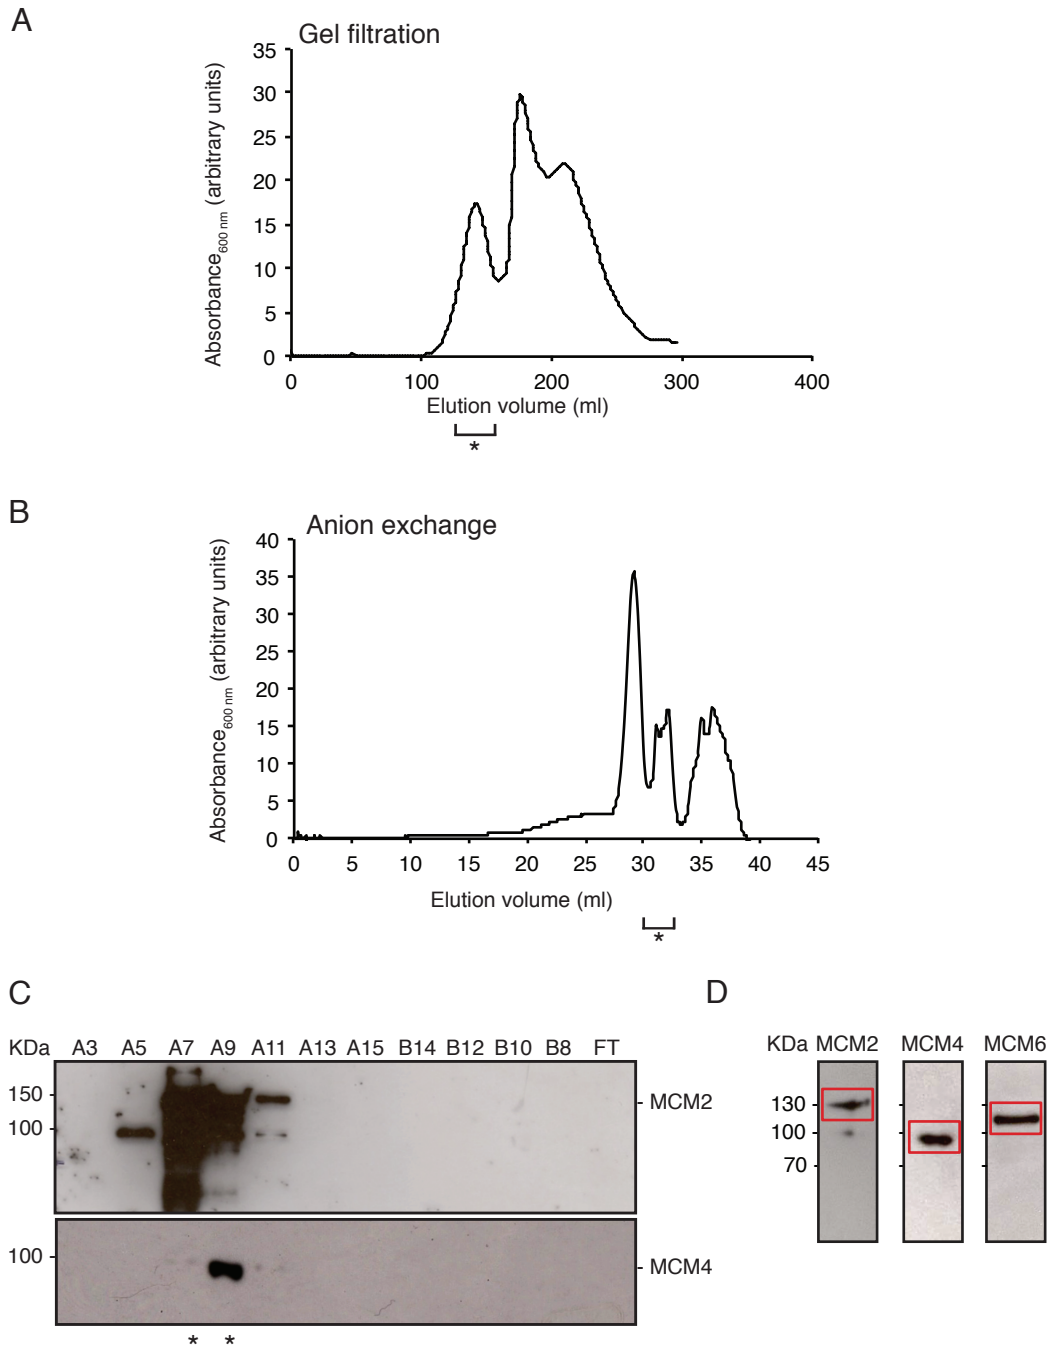 A
Gel filtration
35
30
25
20
15
10
5
0
Absorbance600 nm (arbitrary units)
0 100 200 300 400
Elution volume (ml)
*
B
Anion exchange
40
35
30
25
20
15
10
5
0
Absorbance600 nm (arbitrary units)
0 5 10 15 20 25 30 35 40 45
Elution volume (ml)
*
C
KDa A3 A5 A7 A9 A11 A13 A15 B14 B12 B10 B8 FT
150
MCM2
100
100
MCM4
* *
D
KDa MCM2 MCM4 MCM6
130
100
70